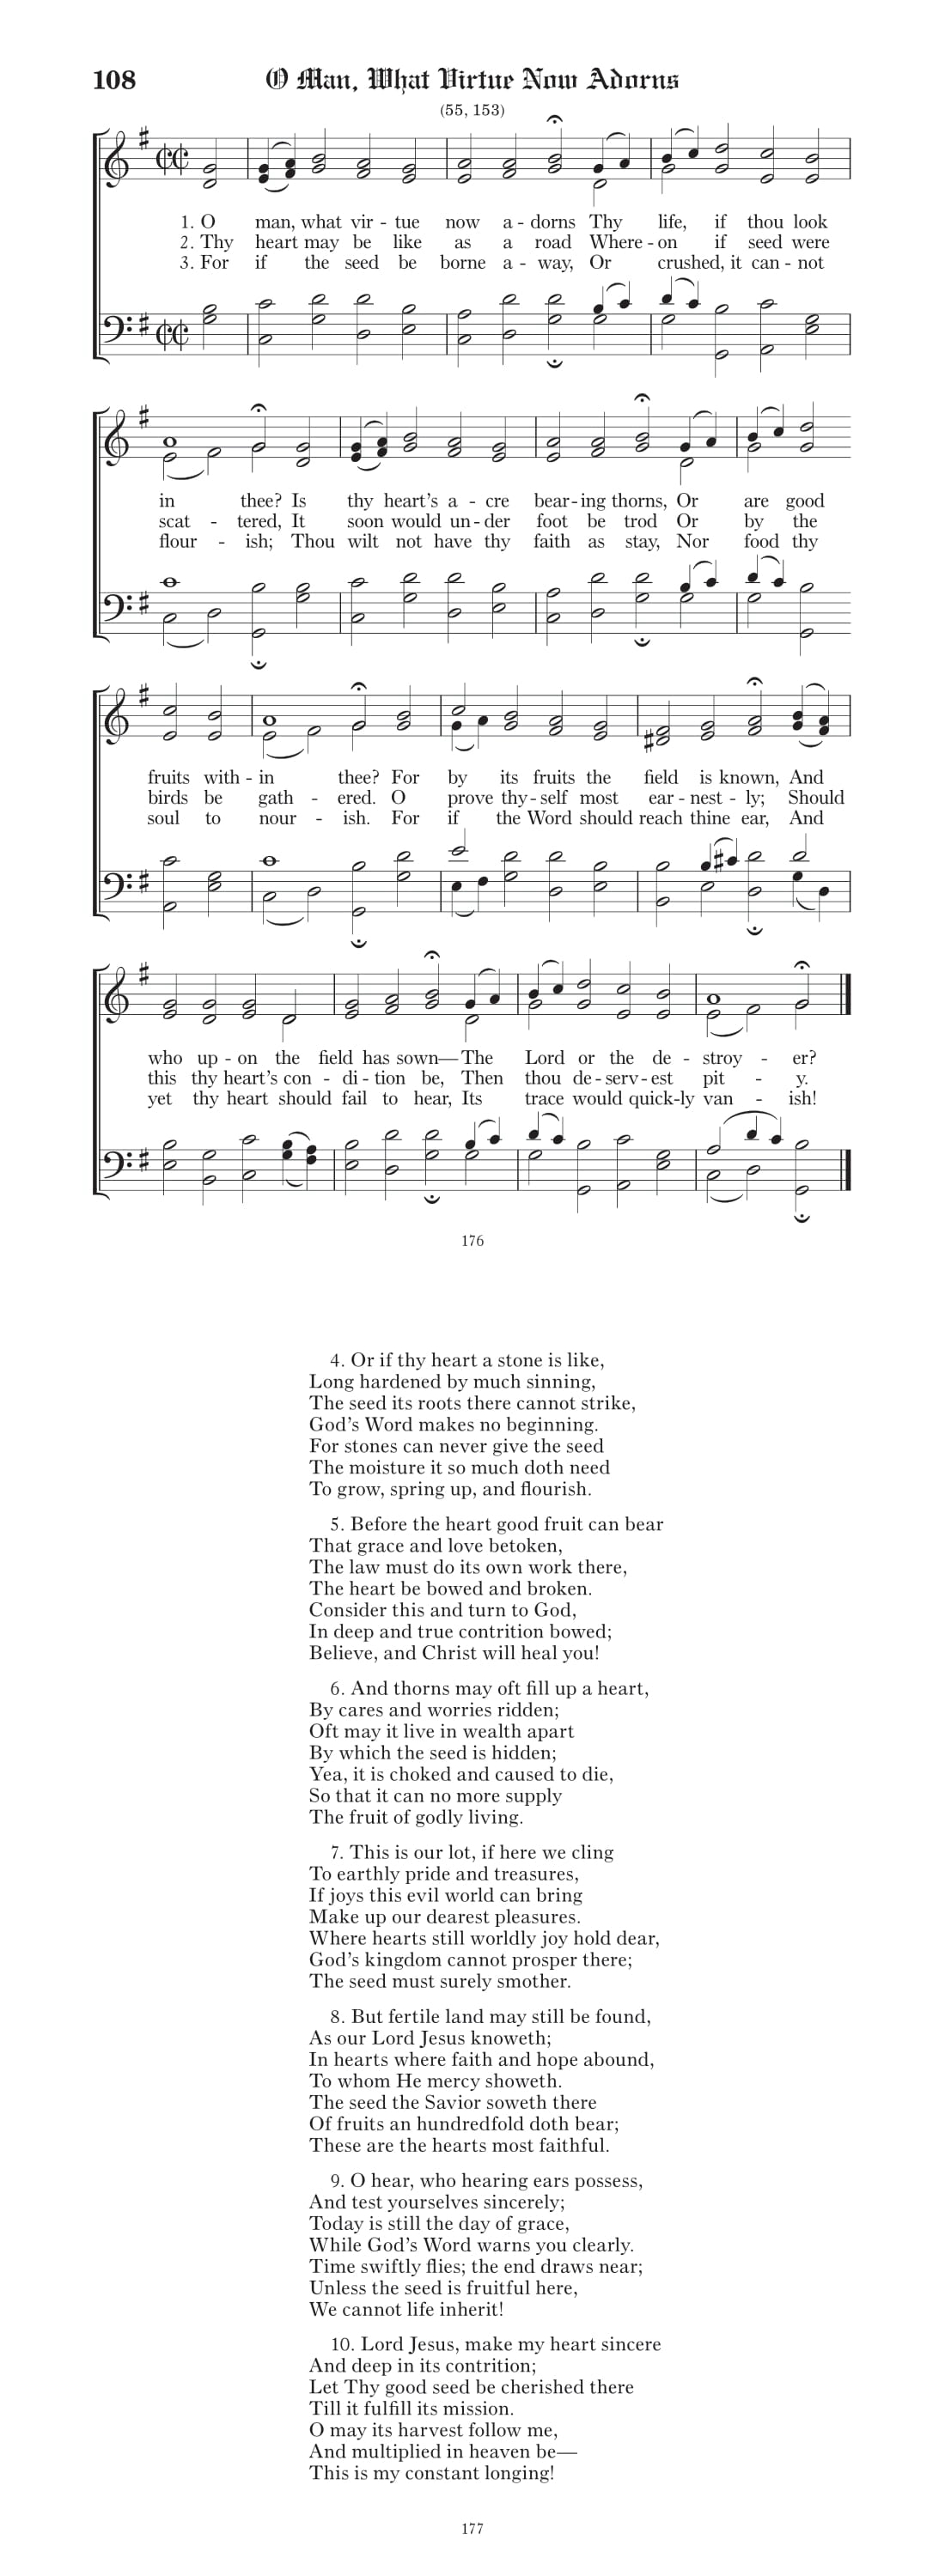 108 O Man, What Virtue Now Adorns
(55, 153)
1. O man, what vir - tue now a - dorns Thy life, if thou look
2. Thy heart may be like as a road Where - on if seed were
3. For if the seed be borne a - way, Or crushed, it can - not
in thee? Is thy heart's a - cre bear - ing thorns, Or are good
scat - tered, It soon would un - der foot be trod Or by the
flour - ish; Thou wilt not have thy faith as stay, Nor food thy
fruits with - in thee? For by its fruits the field is known, And
birds be gath - ered. O prove thy - self most ear - nest - ly; Should
soul to nour - ish. For if the Word should reach thine ear, And
who up - on the field has sown— The Lord or the de - stroy - er?
this thy heart's con - di - tion be, Then thou de - serv - est pit - y.
yet thy heart should fail to hear, Its trace would quick-ly van - ish!
176
4. Or if thy heart a stone is like,
Long hardened by much sinning,
The seed its roots there cannot strike,
God's Word makes no beginning.
For stones can never give the seed
The moisture it so much doth need
To grow, spring up, and flourish.
5. Before the heart good fruit can bear
That grace and love betoken,
The law must do its own work there,
The heart be bowed and broken.
Consider this and turn to God,
In deep and true contrition bowed;
Believe, and Christ will heal you!
6. And thorns may oft fill up a heart,
By cares and worries ridden;
Oft may it live in wealth apart
By which the seed is hidden;
Yea, it is choked and caused to die,
So that it can no more supply
The fruit of godly living.
7. This is our lot, if here we cling
To earthly pride and treasures,
If joys this evil world can bring
Make up our dearest pleasures.
Where hearts still worldly joy hold dear,
God's kingdom cannot prosper there;
The seed must surely smother.
8. But fertile land may still be found,
As our Lord Jesus knoweth;
In hearts where faith and hope abound,
To whom He mercy showeth.
The seed the Savior soweth there
Of fruits an hundredfold doth bear;
These are the hearts most faithful.
9. O hear, who hearing ears possess,
And test yourselves sincerely;
Today is still the day of grace,
While God's Word warns you clearly.
Time swiftly flies; the end draws near;
Unless the seed is fruitful here,
We cannot life inherit!
10. Lord Jesus, make my heart sincere
And deep in its contrition;
Let Thy good seed be cherished there
Till it fulfill its mission.
O may its harvest follow me,
And multiplied in heaven be—
This is my constant longing!
177